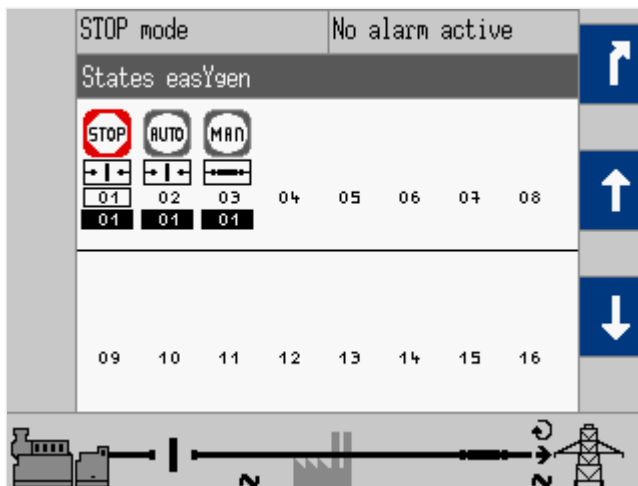 STOP mode No alarm active
States easYgen
STOP AUTO MAN
01 02 03 04 05 06 07 08
01 01 01
09 10 11 12 13 14 15 16